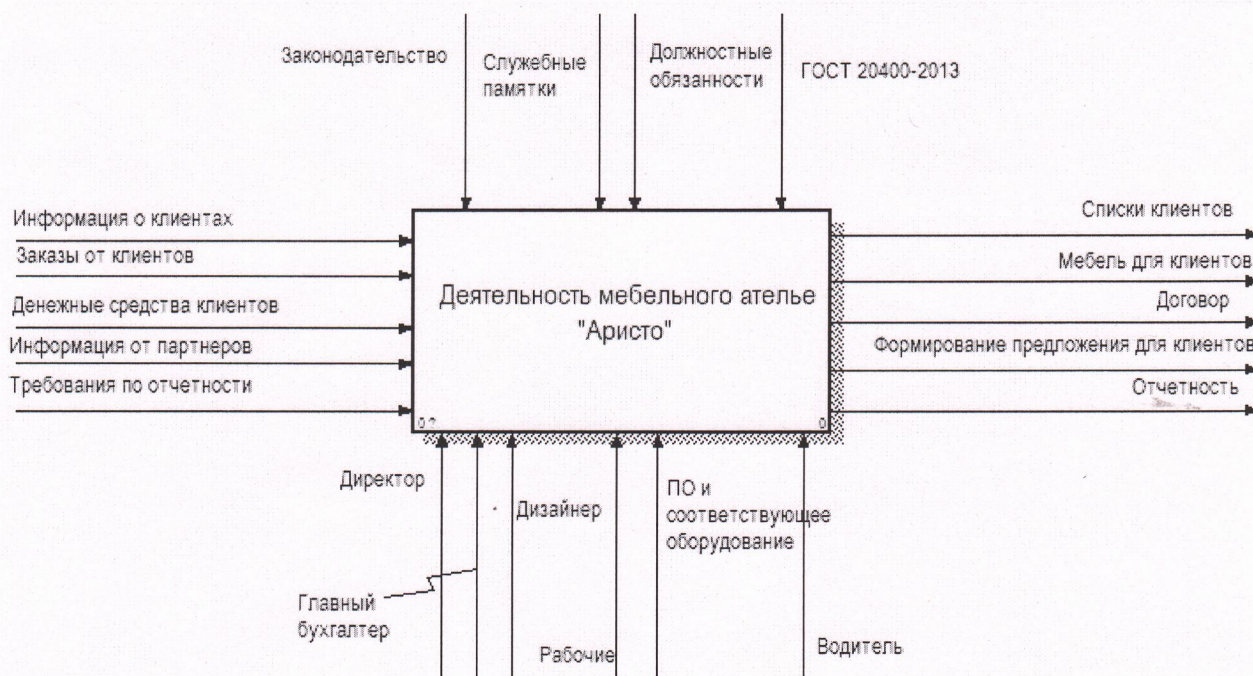 Законодательство
Служебные
памятки
Должностные
обязанности
ГОСТ 20400-2013
Информация о клиентах
Заказы от клиентов
Денежные средства клиентов
Информация от партнеров
Требования по отчетности
Деятельность мебельного ателье
"Аристо"
0 ?
0
Списки клиентов
Мебель для клиентов
Договор
Формирование предложения для клиентов
Отчетность
Директор
Главный
бухгалтер
Дизайнер
Рабочие
ПО и
соответствующее
оборудование
Водитель